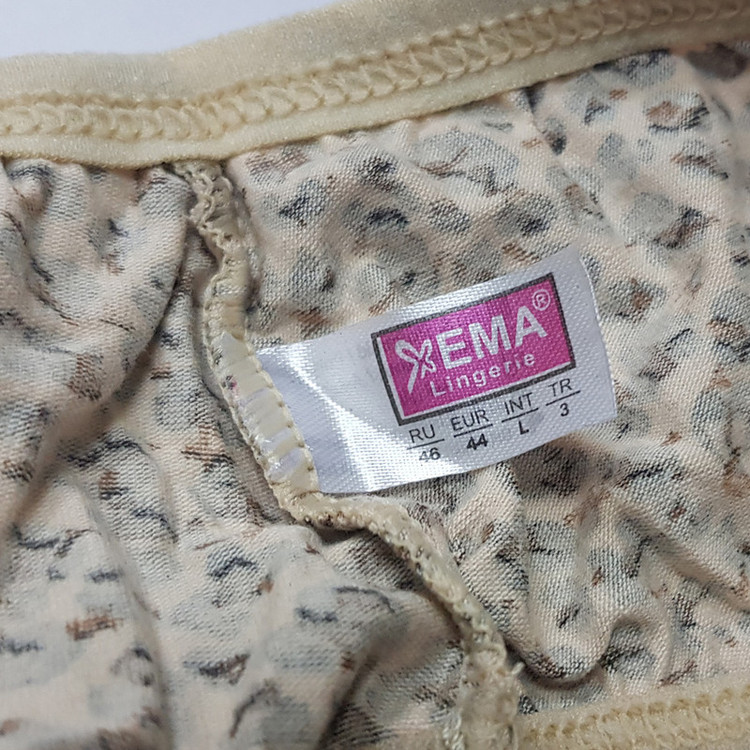 EMA®
Lingerie
RU EUR INT TR
46 44 L 3